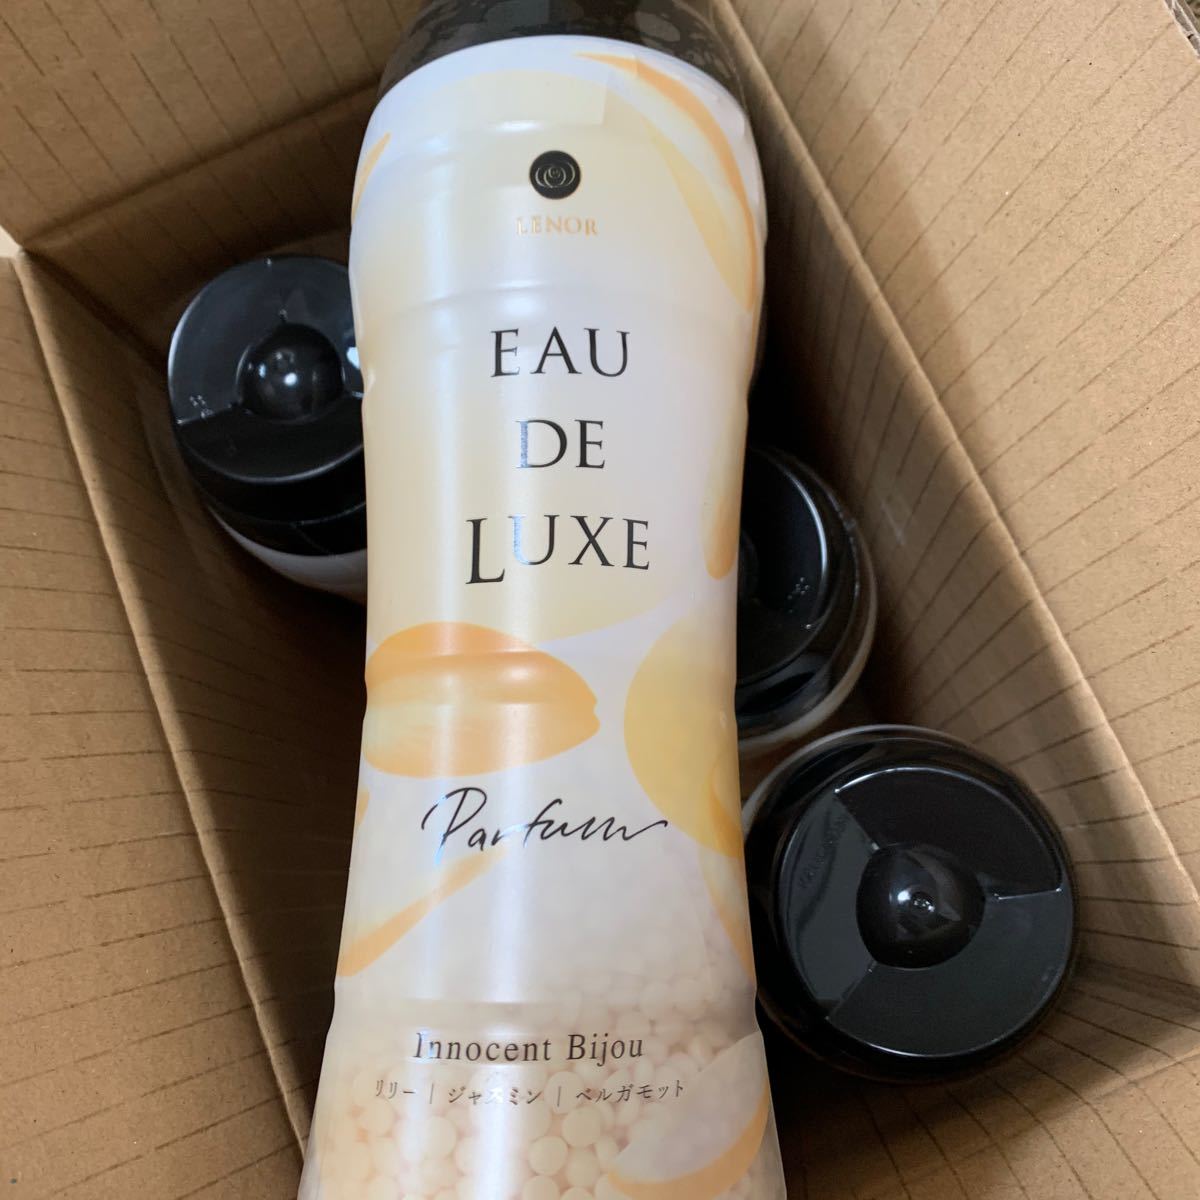 LENOR
EAU
DE
LUXE
Parfum
Innocent Bijou
リリー | ジャスミン | ベルガモット